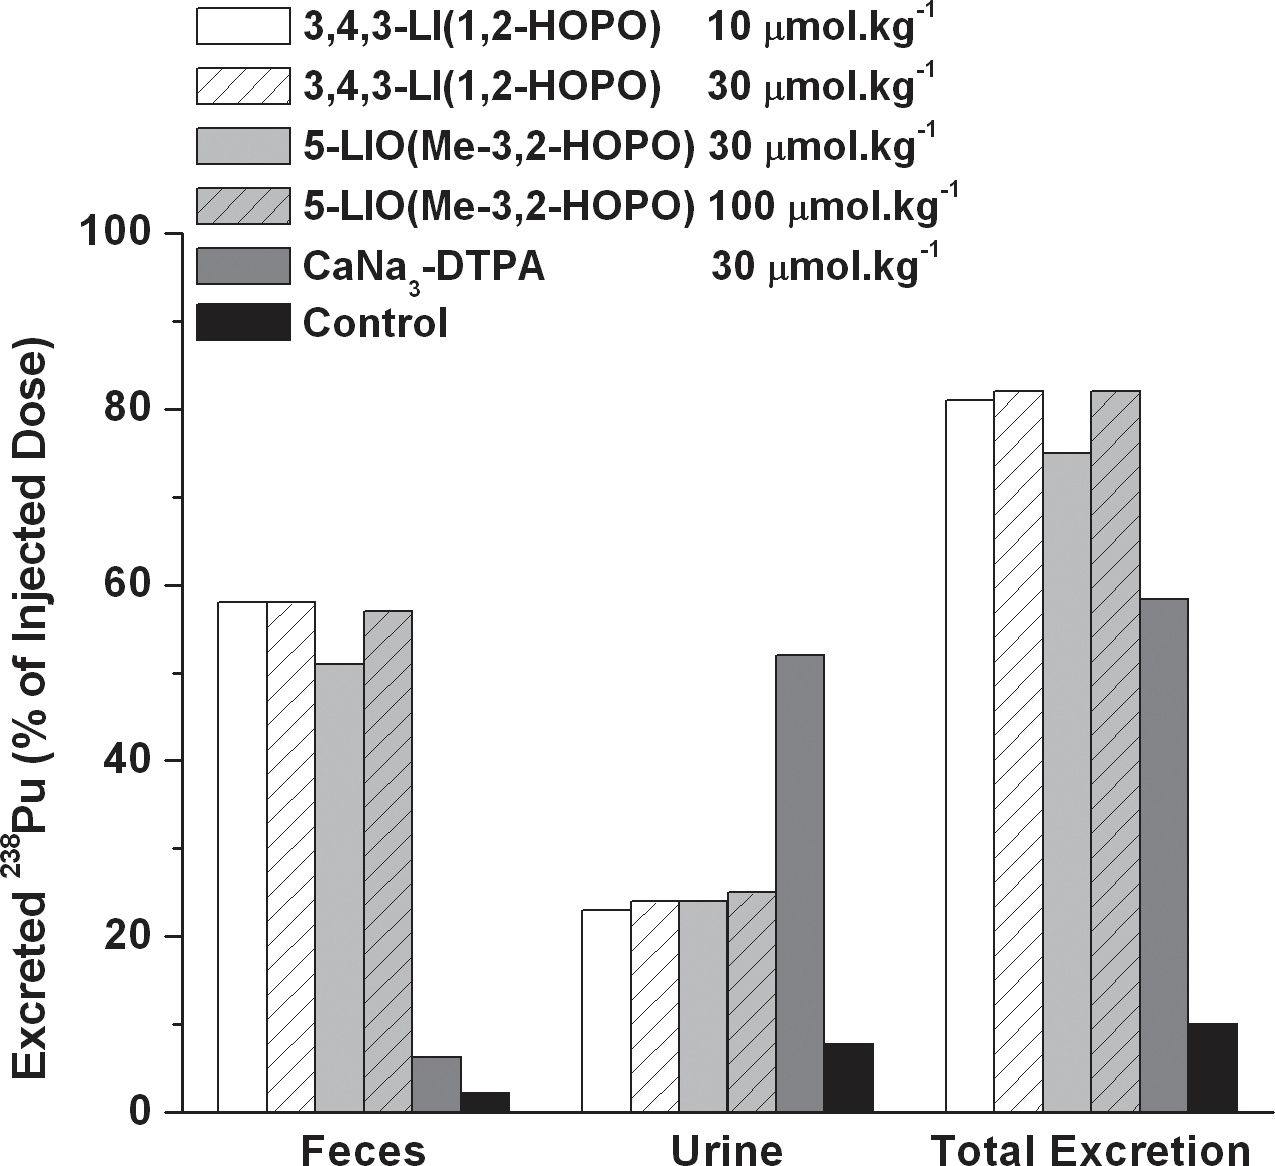 3,4,3-LI(1,2-HOPO) 10 μmol.kg⁻¹
3,4,3-LI(1,2-HOPO) 30 μmol.kg⁻¹
5-LIO(Me-3,2-HOPO) 30 μmol.kg⁻¹
5-LIO(Me-3,2-HOPO) 100 μmol.kg⁻¹
CaNa₃-DTPA 30 μmol.kg⁻¹
Control
Excreted ²³⁸Pu (% of Injected Dose)
100
80
60
40
20
0
Feces Urine Total Excretion